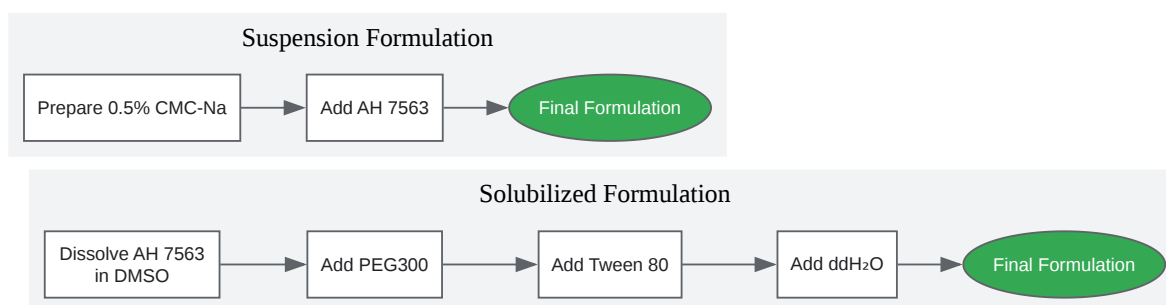 Suspension Formulation
Prepare 0.5% CMC-Na
Add AH 7563
Final Formulation
Solubilized Formulation
Dissolve AH 7563
in DMSO
Add PEG300
Add Tween 80
Add ddH₂O
Final Formulation